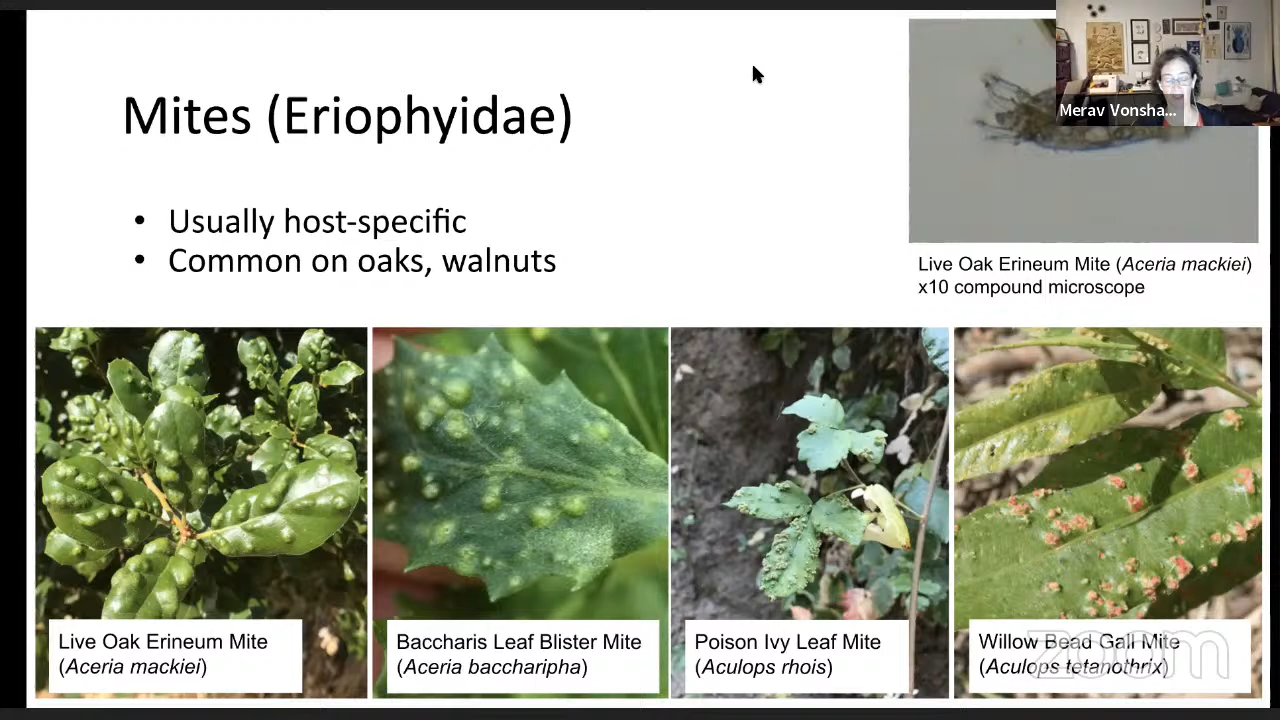 Merav Vonsha...
Mites (Eriophyidae)
• Usually host-specific
• Common on oaks, walnuts
Live Oak Erineum Mite (Aceria mackiei)
x10 compound microscope
Live Oak Erineum Mite
(Aceria mackiei)
Baccharis Leaf Blister Mite
(Aceria baccharipha)
Poison Ivy Leaf Mite
(Aculops rhois)
Willow Bead Gall Mite
(Aculops tetanothrix)
zoom